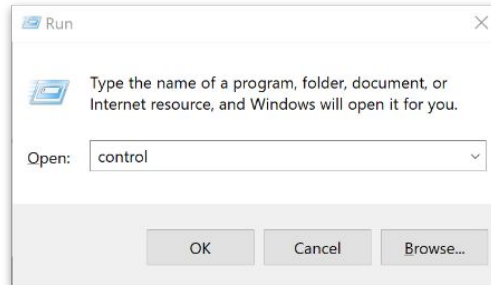 Run
Type the name of a program, folder, document, or
Internet resource, and Windows will open it for you.
Open: control
OK Cancel Browse...